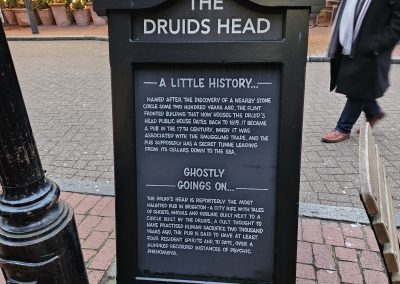 THE
DRUIDS HEAD
A LITTLE HISTORY...
NAMED AFTER THE DISCOVERY OF A NEARBY STONE
CIRCLE SOME TWO HUNDRED YEARS AGO, THE FLINT
FRONTED BUILDING THAT NOW HOUSES THE DRUID'S
HEAD PUBLIC HOUSE DATES BACK TO 1819. IT BECAME
A PUB IN THE 17TH CENTURY, WHEN IT WAS
ASSOCIATED WITH THE SMUGGLING TRADE, AND THE
PUB SUPPOSEDLY HAS A SECRET TUNNEL LEADING
FROM ITS CELLARS DOWN TO THE SEA.
GHOSTLY
GOINGS ON...
THE DRUID'S HEAD IS REPORTEDLY THE MOST
HAUNTED PUB IN BRIGHTON - A CITY RIFE WITH TALES
OF GHOSTS, GHOULS AND GOBLINS. BUILT NEXT TO A
CIRCLE BUILT BY THE DRUIDS, A CULT THOUGHT TO
HAVE PRACTISED HUMAN SACRIFICE TWO THOUSAND
YEARS AGO, THE PUB IS SAID TO HAVE AT LEAST
FOUR RESIDENT SPIRITS AND, TO DATE, OVER A
HUNDRED RECORDED INSTANCES OF PSYCHIC
PHENOMENA.